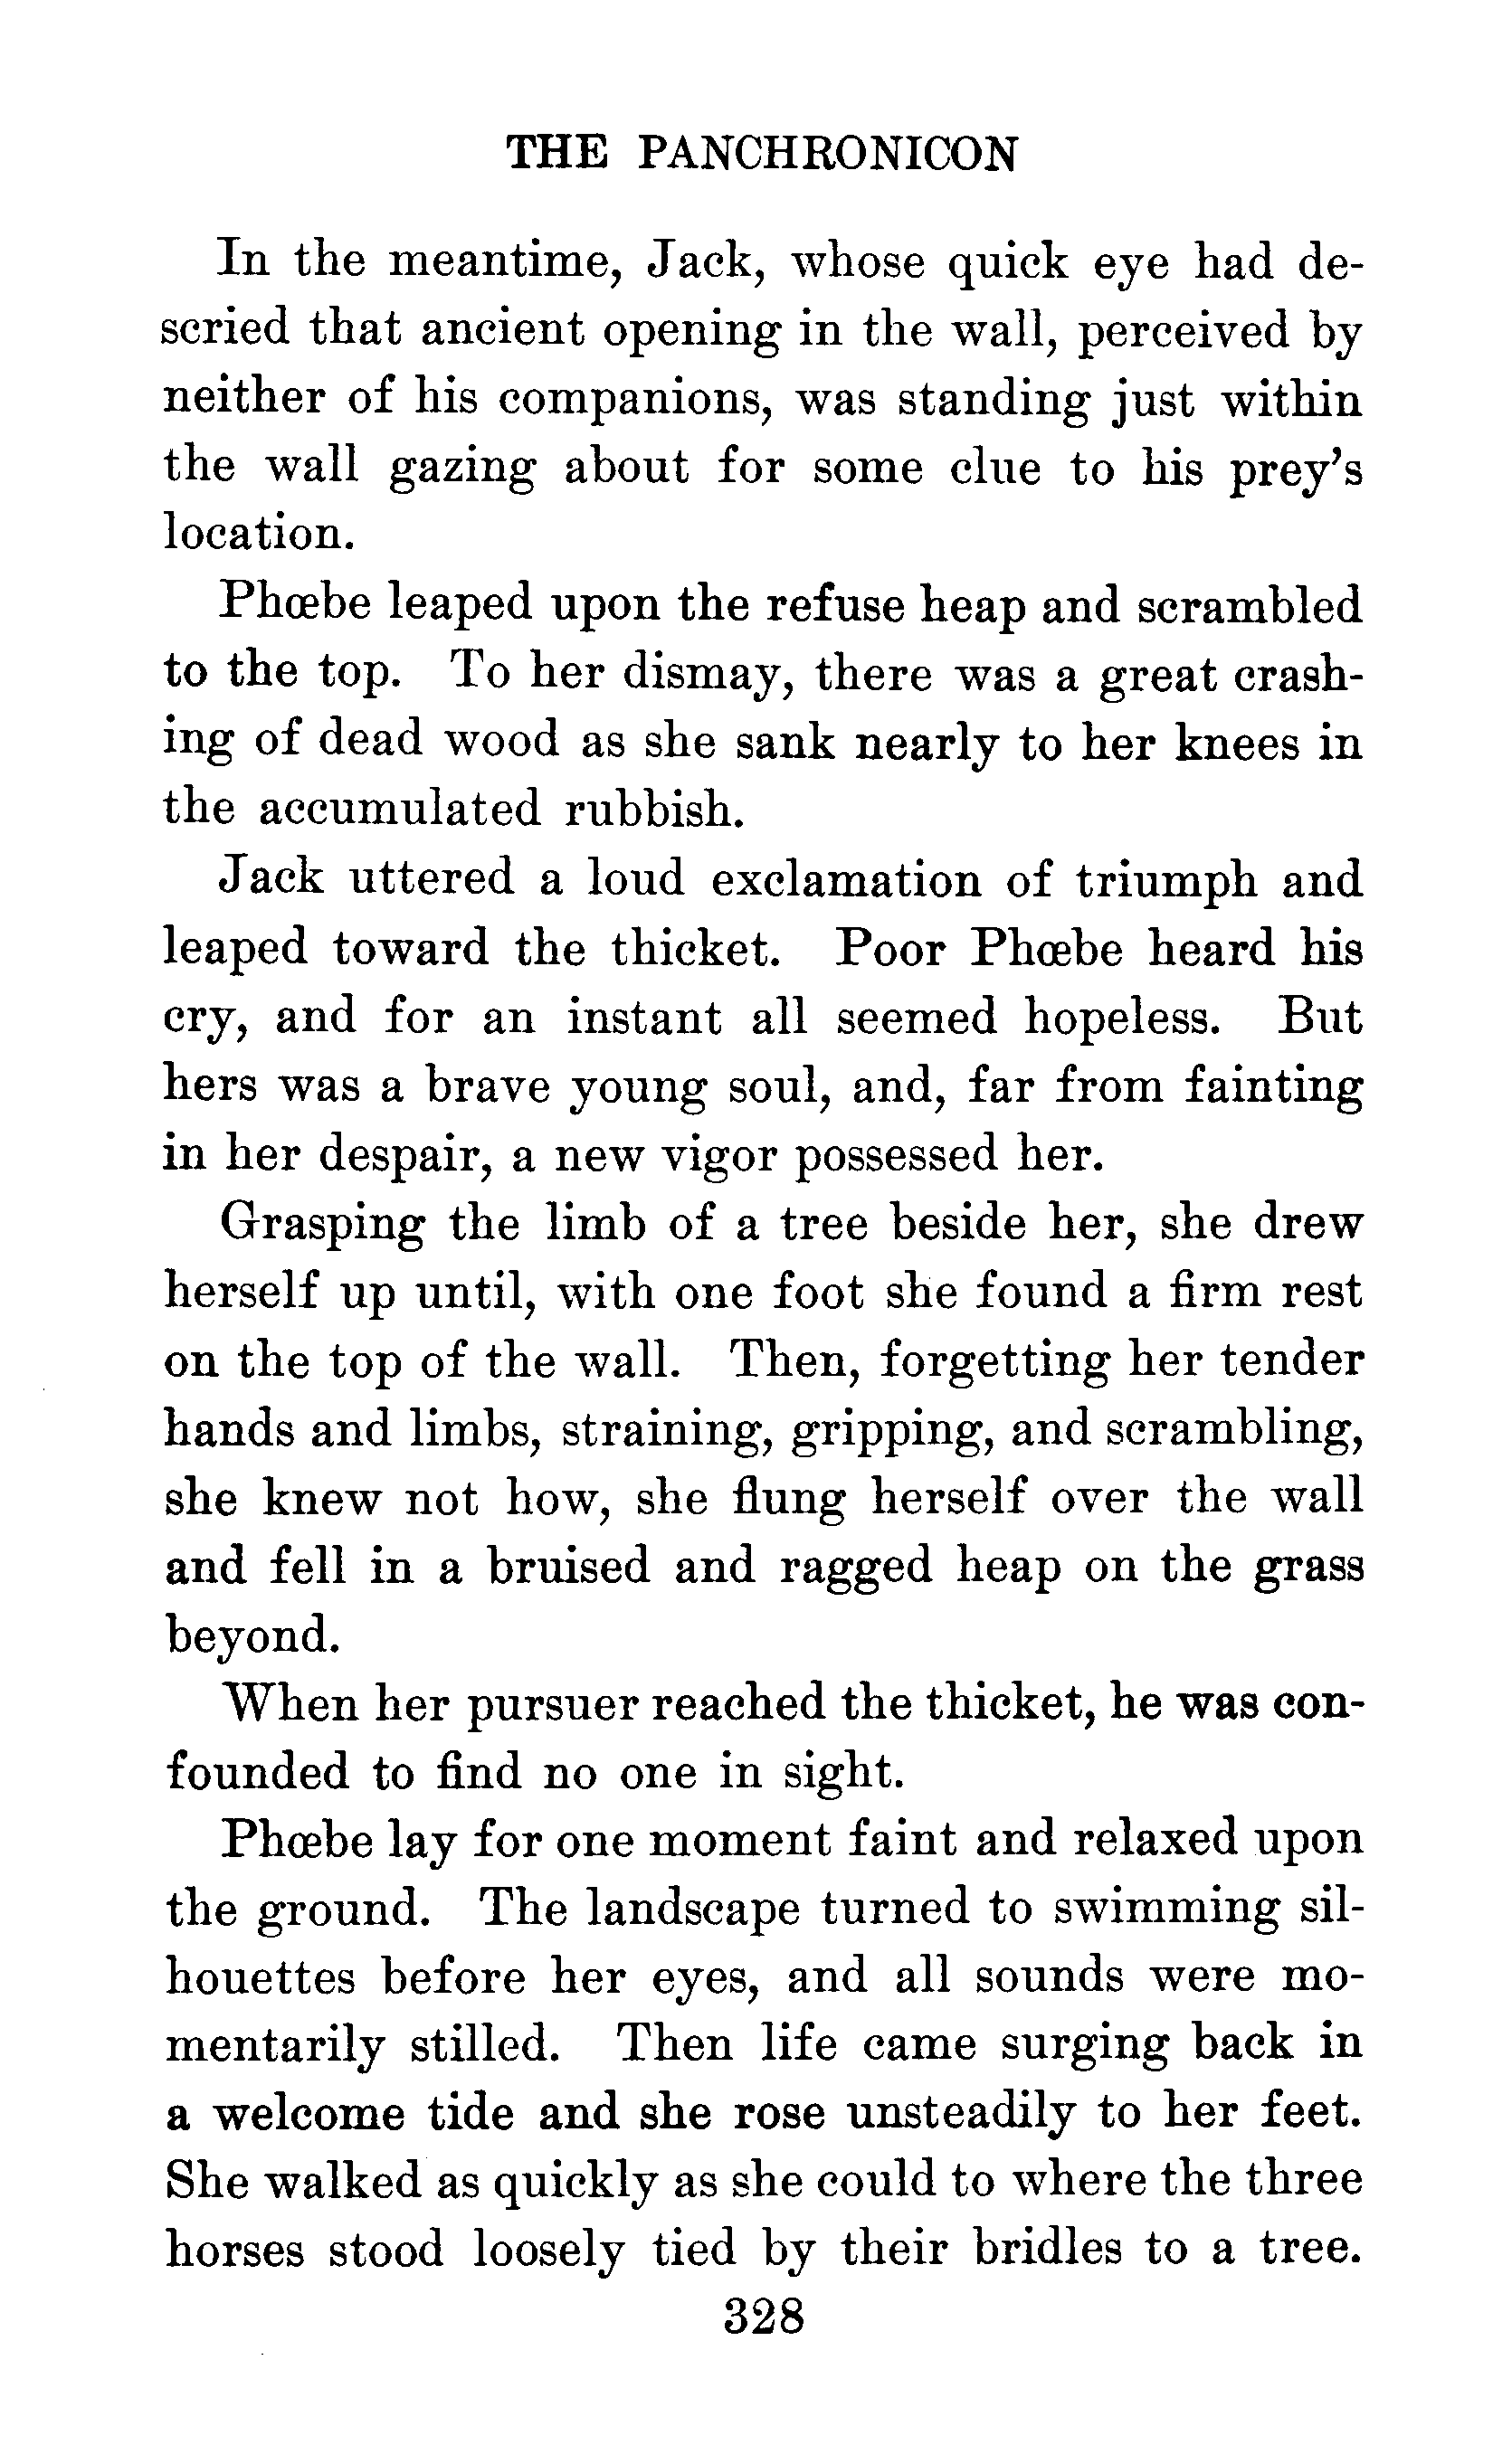 THE PANCHRONICON
In the meantime, Jack, whose quick eye had de-
scried that ancient opening in the wall, perceived by
neither of his companions, was standing just within
the wall gazing about for some clue to his prey's
location.
Phœbe leaped upon the refuse heap and scrambled
to the top. To her dismay, there was a great crash-
ing of dead wood as she sank nearly to her knees in
the accumulated rubbish.
Jack uttered a loud exclamation of triumph and
leaped toward the thicket. Poor Phœbe heard his
cry, and for an instant all seemed hopeless. But
hers was a brave young soul, and, far from fainting
in her despair, a new vigor possessed her.
Grasping the limb of a tree beside her, she drew
herself up until, with one foot she found a firm rest
on the top of the wall. Then, forgetting her tender
hands and limbs, straining, gripping, and scrambling,
she knew not how, she flung herself over the wall
and fell in a bruised and ragged heap on the grass
beyond.
When her pursuer reached the thicket, he was con-
founded to find no one in sight.
Phœbe lay for one moment faint and relaxed upon
the ground. The landscape turned to swimming sil-
houettes before her eyes, and all sounds were mo-
mentarily stilled. Then life came surging back in
a welcome tide and she rose unsteadily to her feet.
She walked as quickly as she could to where the three
horses stood loosely tied by their bridles to a tree.
328